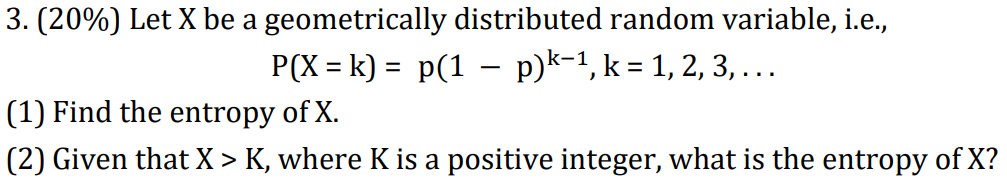 3. (20%) Let X be a geometrically distributed random variable, i.e.,
P(X = k) = p(1 − p)ᵏ⁻¹, k = 1, 2, 3, . . .
(1) Find the entropy of X.
(2) Given that X > K, where K is a positive integer, what is the entropy of X?